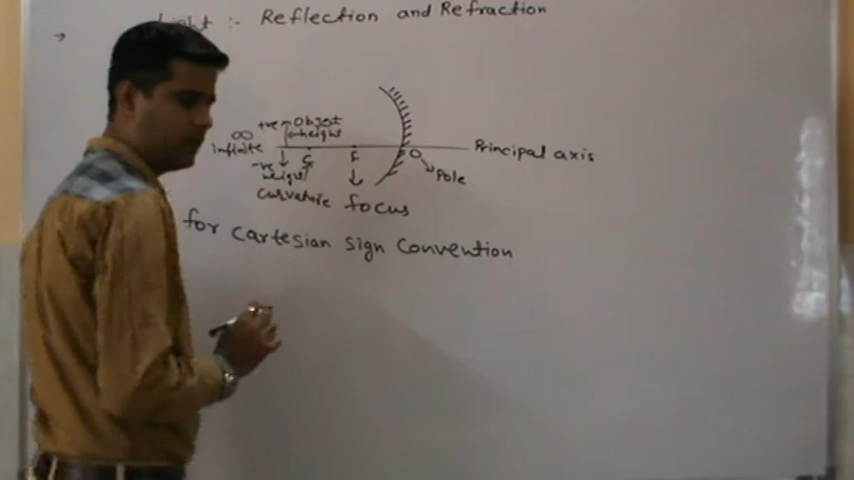 Light :- Reflection and Refraction
+ve Object
height
∞
infinite
Principal axis
C
F
O
-ve
height
Pole
Curvature focus
for Cartesian Sign Convention